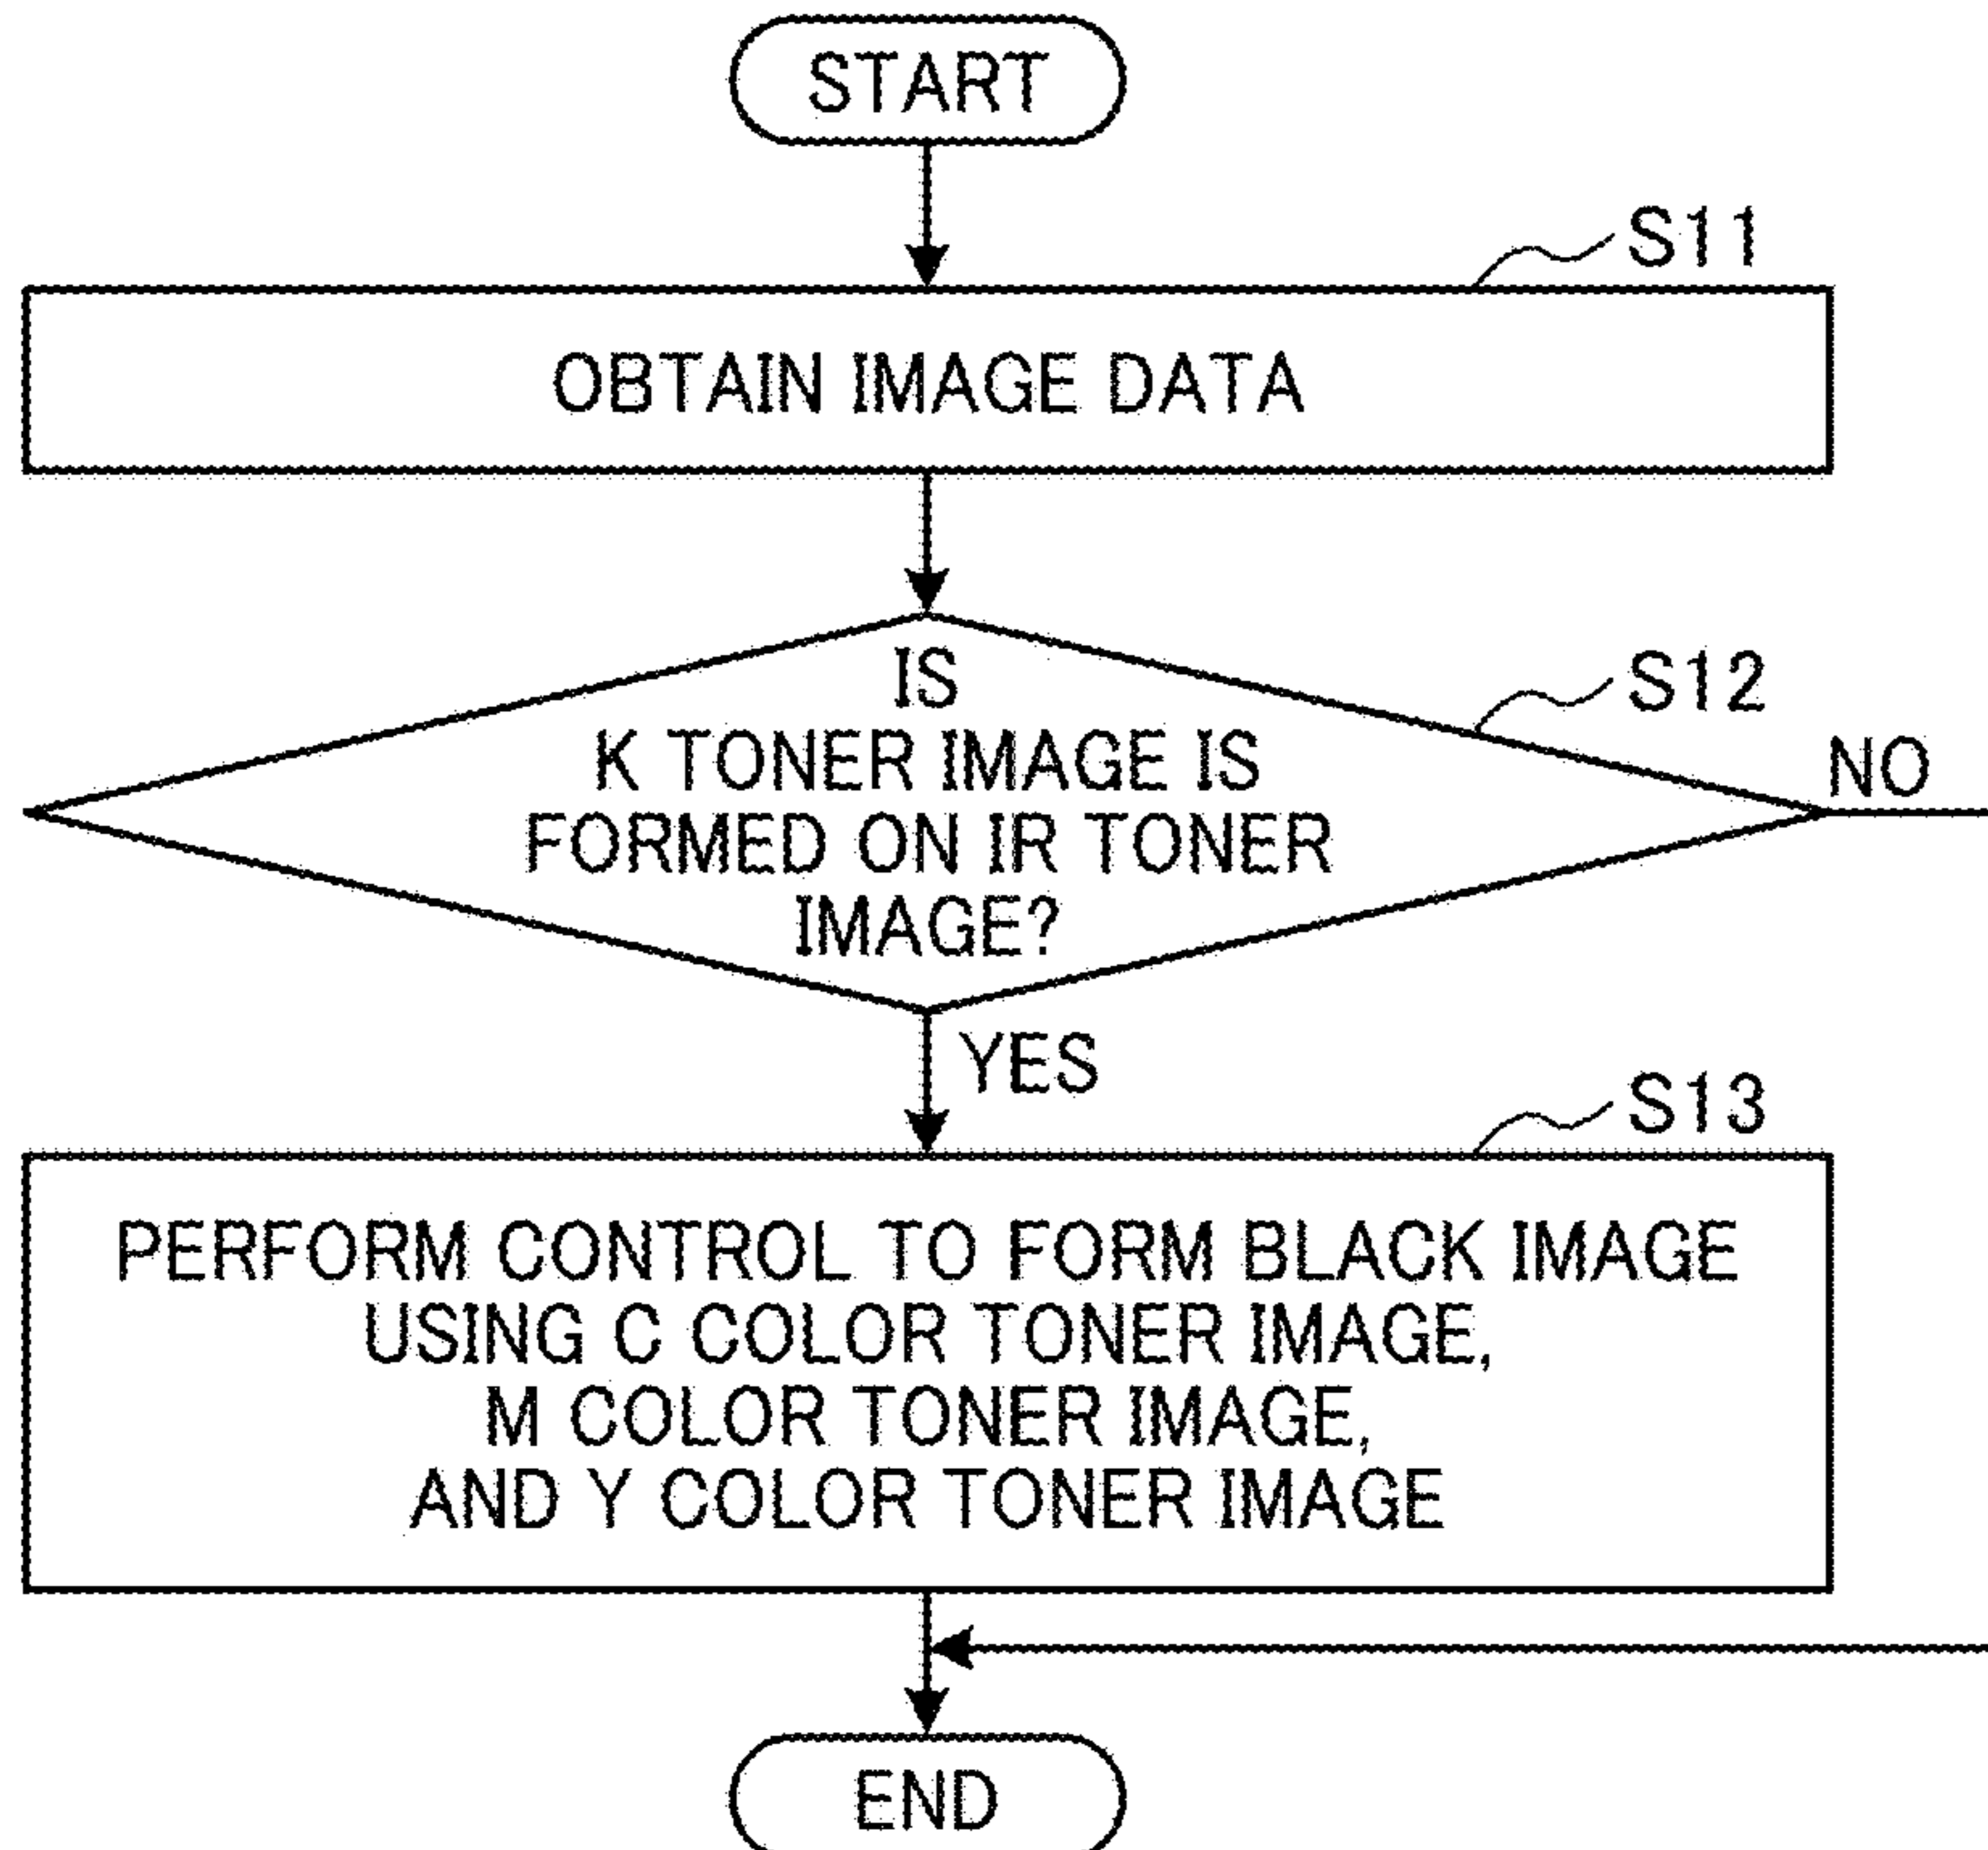 START
S11
OBTAIN IMAGE DATA
S12
IS
K TONER IMAGE IS
FORMED ON IR TONER
IMAGE?
NO
YES
S13
PERFORM CONTROL TO FORM BLACK IMAGE
USING C COLOR TONER IMAGE,
M COLOR TONER IMAGE,
AND Y COLOR TONER IMAGE
END